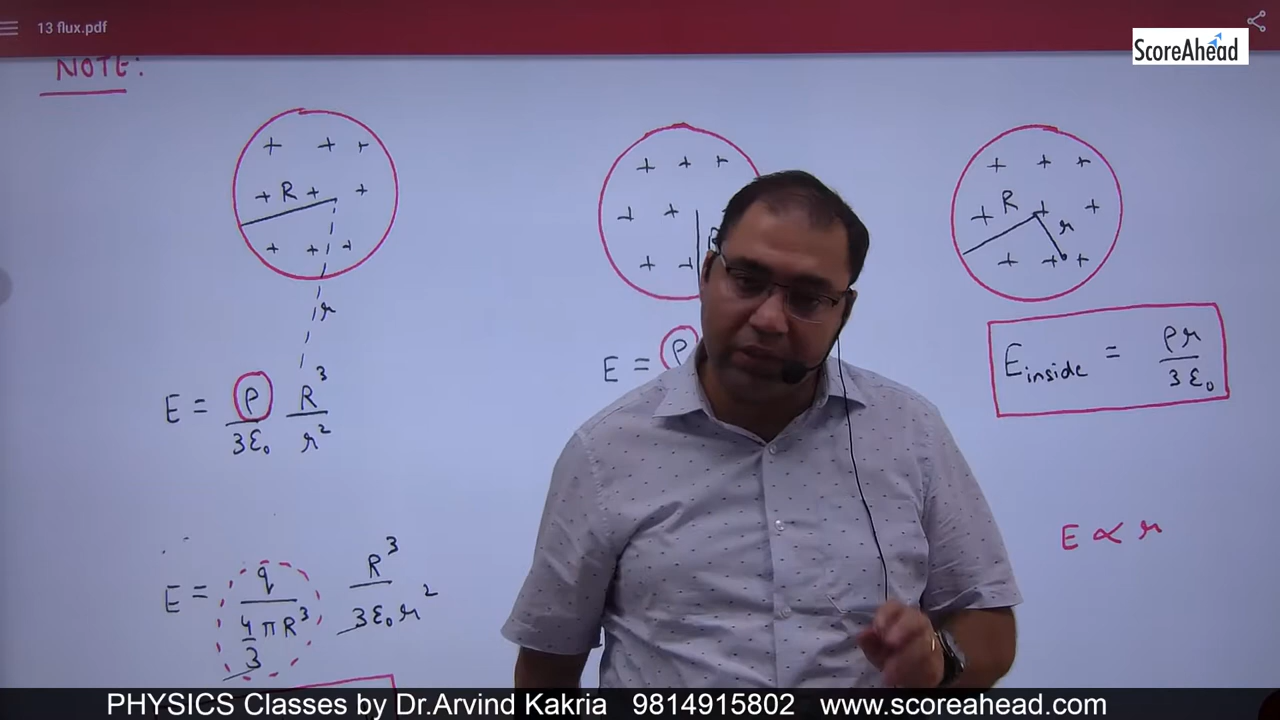 13 flux.pdf
ScoreAhead
NOTE:
+ + +
+ R + +
+ + +
r
E = ρ/3ε₀ R³/r²
E = q/(4/3 πR³) R³/3ε₀r²
+ + +
+ +
+ +
E = ρ
+ + +
+ R + +
r
+ + +
E inside = ρr/3ε₀
E ∝ r
PHYSICS Classes by Dr.Arvind Kakria 9814915802 www.scoreahead.com